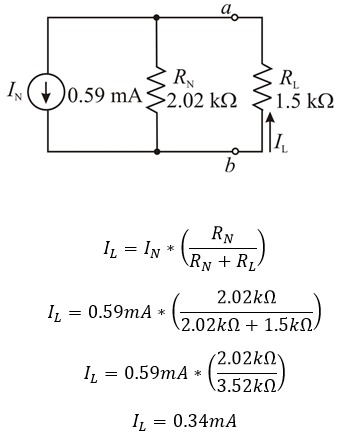 a
I_N 0.59 mA R_N 2.02 kΩ R_L 1.5 kΩ
I_L
b
I_L = I_N * (R_N / (R_N + R_L))
I_L = 0.59mA * (2.02kΩ / (2.02kΩ + 1.5kΩ))
I_L = 0.59mA * (2.02kΩ / 3.52kΩ)
I_L = 0.34mA